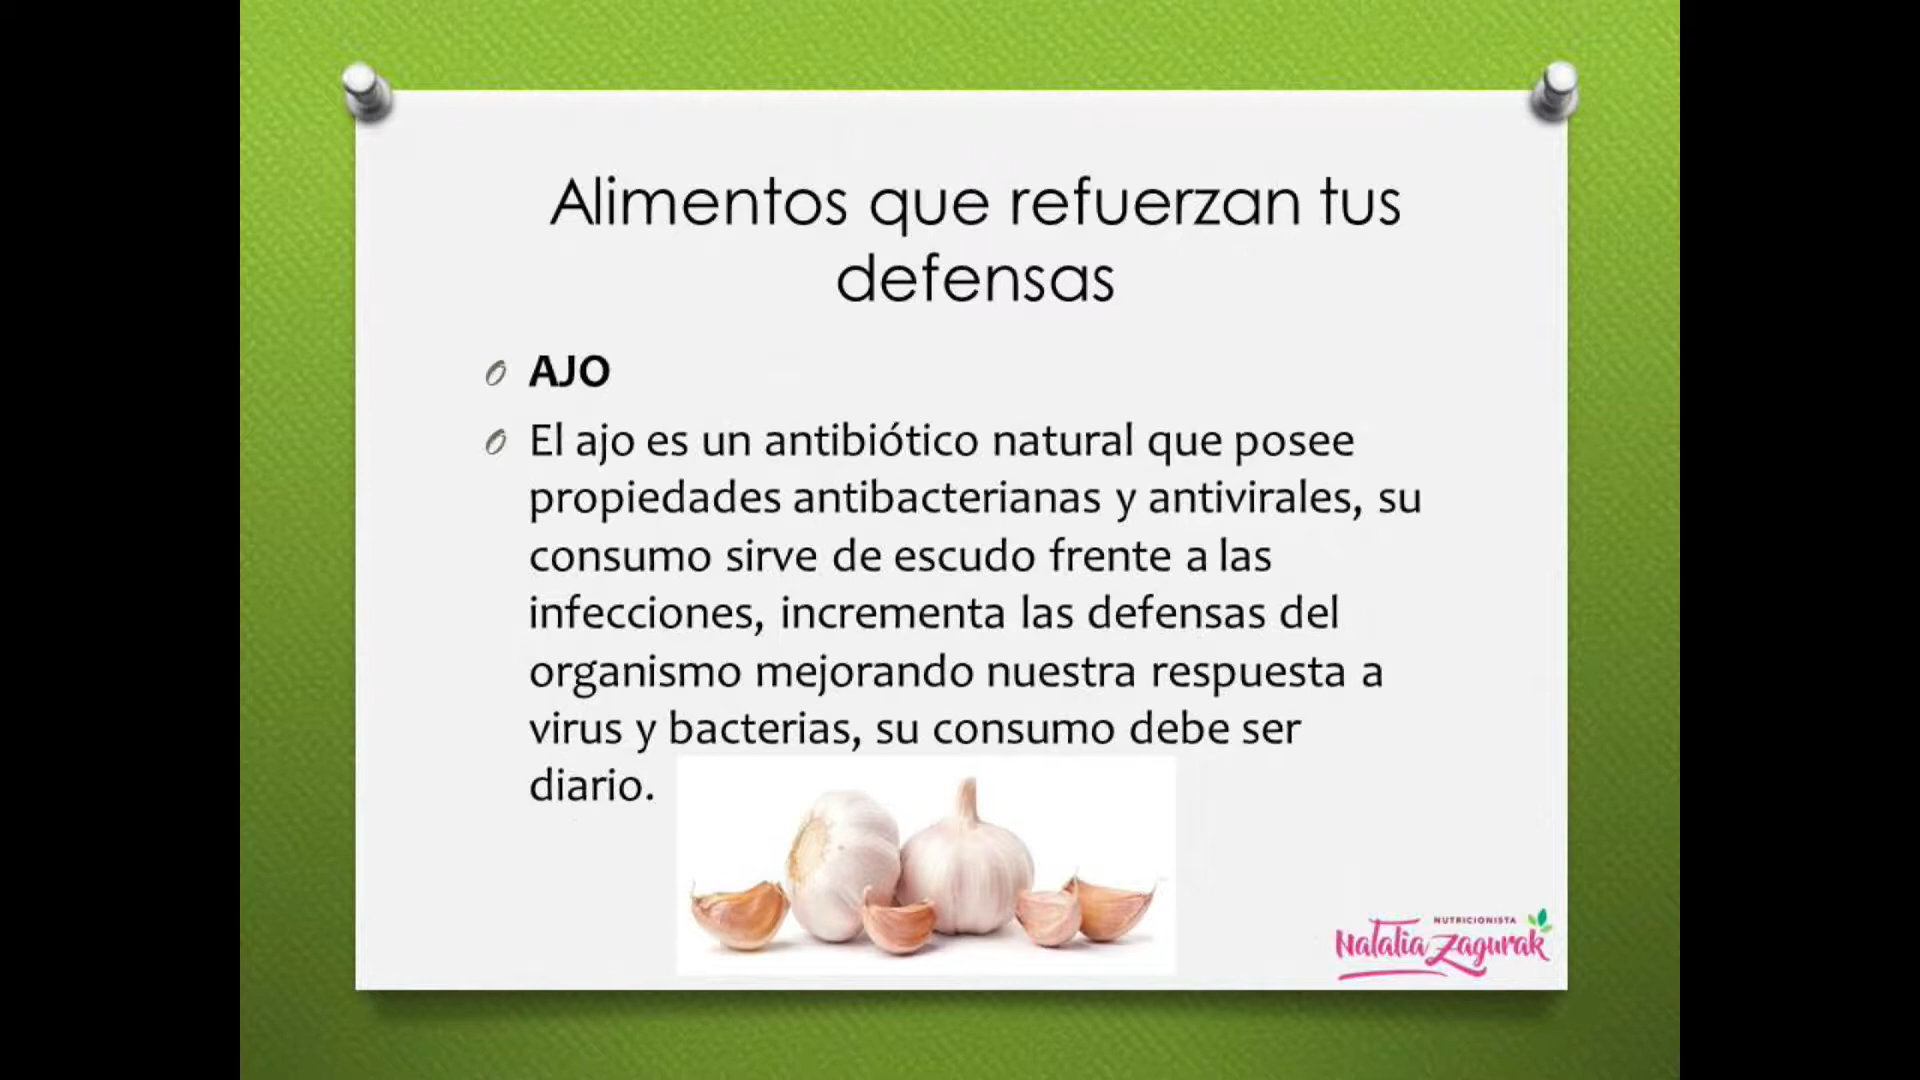 Alimentos que refuerzan tus
defensas
AJO
El ajo es un antibiótico natural que posee
propiedades antibacterianas y antivirales, su
consumo sirve de escudo frente a las
infecciones, incrementa las defensas del
organismo mejorando nuestra respuesta a
virus y bacterias, su consumo debe ser
diario.
NUTRICIONISTA
Natalia Zagurak